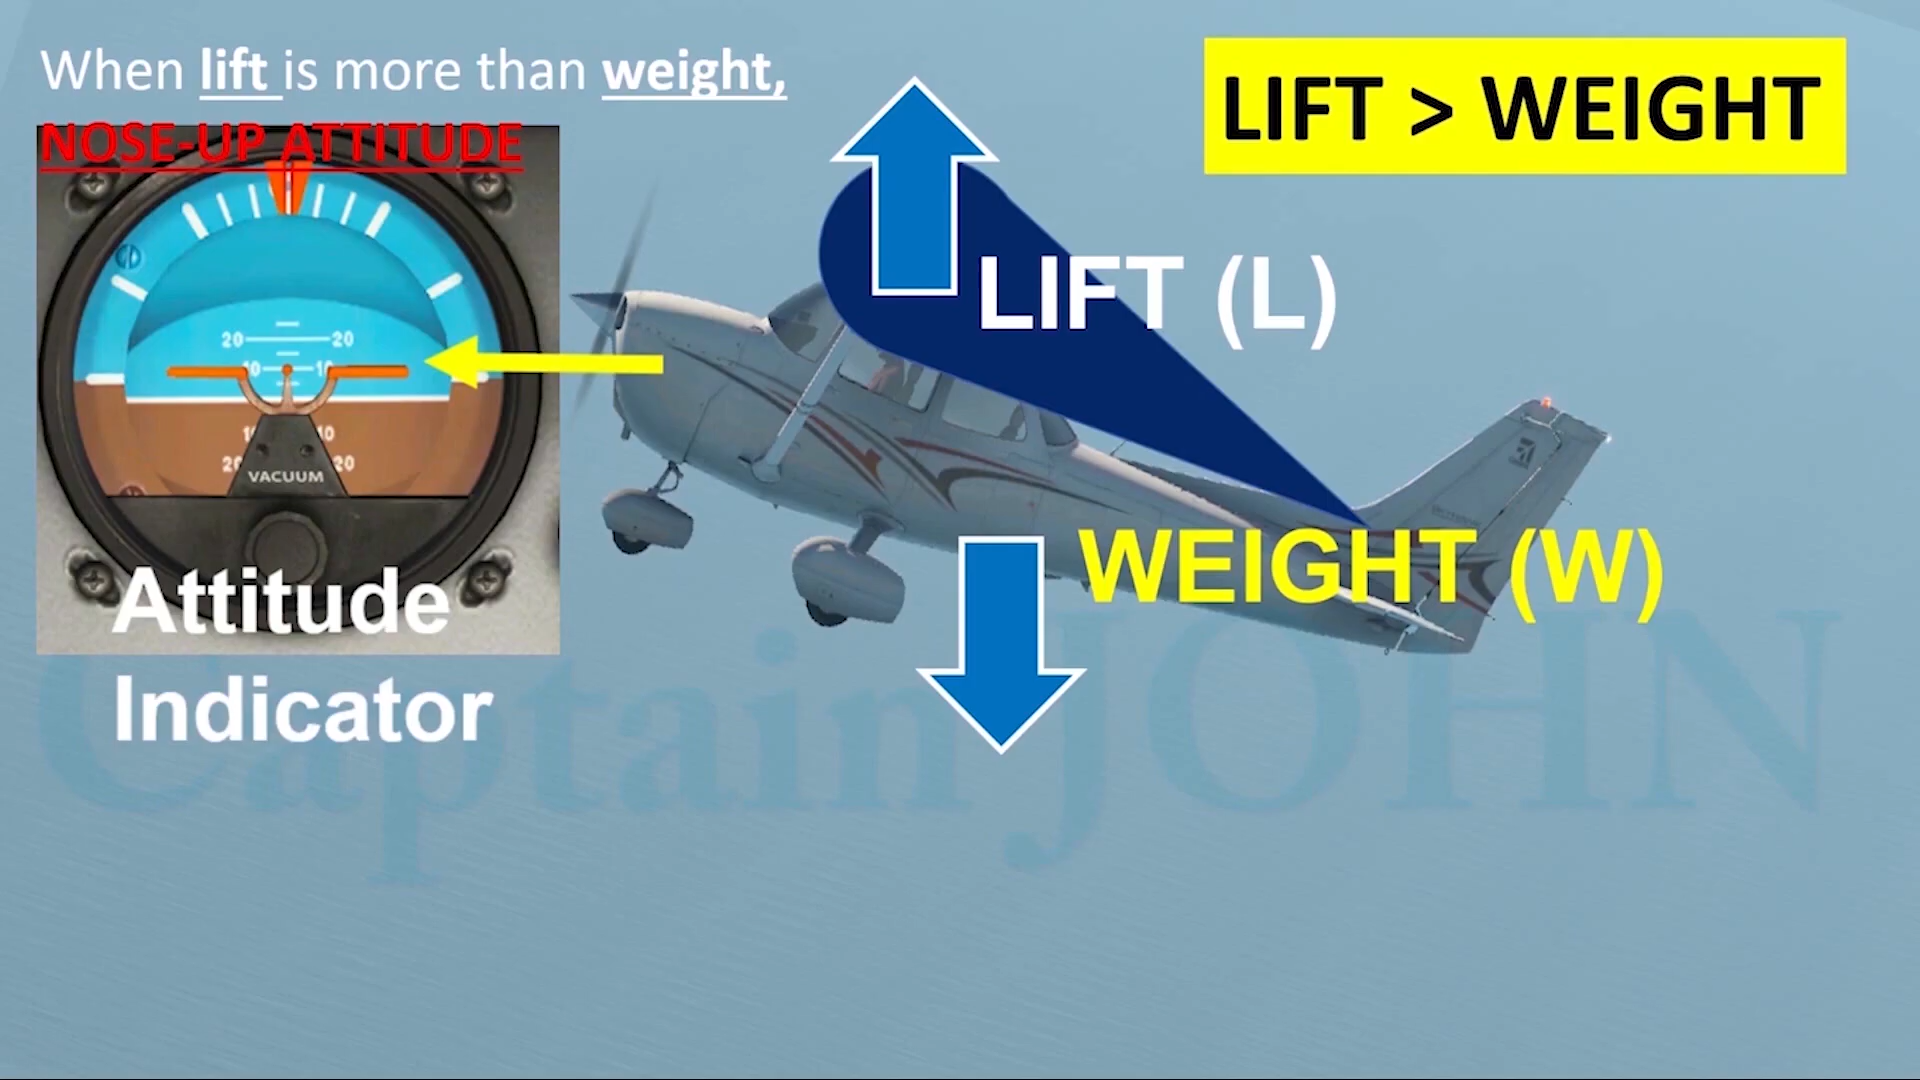 When lift is more than weight,
NOSE-UP ATTITUDE
LIFT > WEIGHT
LIFT (L)
20 20
10 10
10 10
20 20
VACUUM
WEIGHT (W)
Attitude
Indicator
Captain JOHN